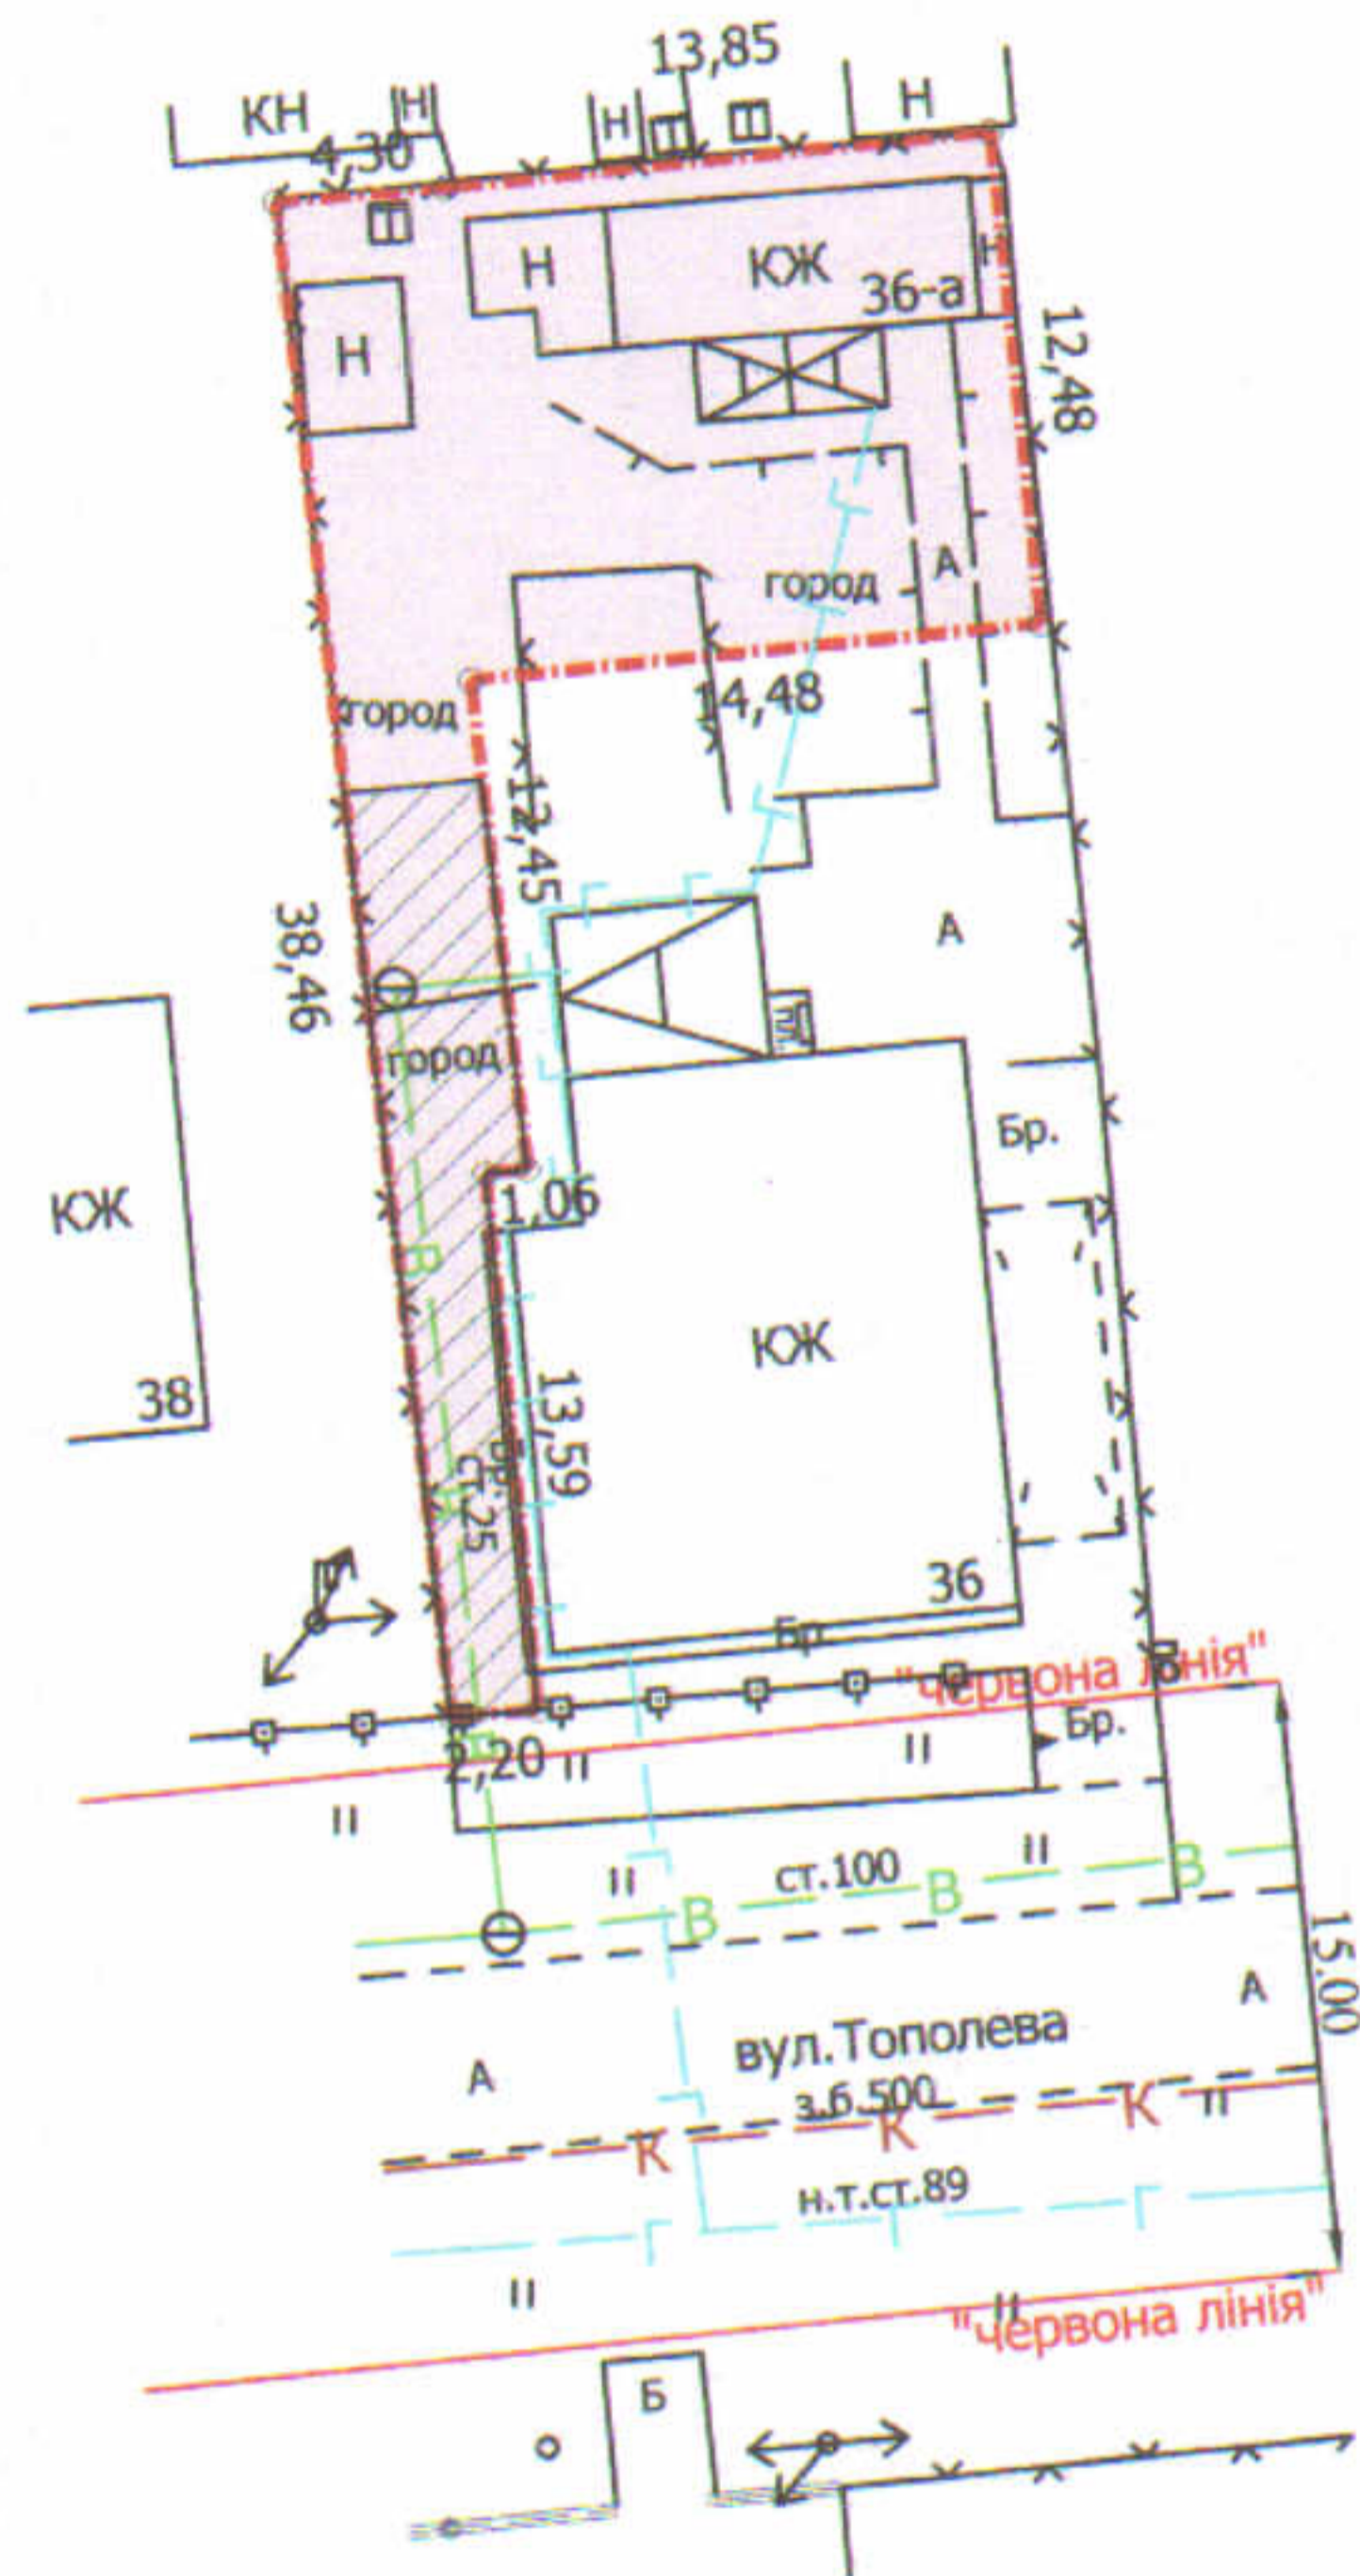 13,85
КН
Н
Н
Н
4,30
Н
КЖ
36-а
Н
Н
12,48
город
А
город
14,48
12,45
38,46
А
пл.
город
Бр.
КЖ
1,06
В
КЖ
38
13,59
Бр.
ст.25
36
Бр.
"червона лінія"
Бр.
2,20
ст.100
В
В
В
15.00
А
вул.Тополева
А
з.б.500
К
К
К
н.т.ст.89
"червона лінія"
Б